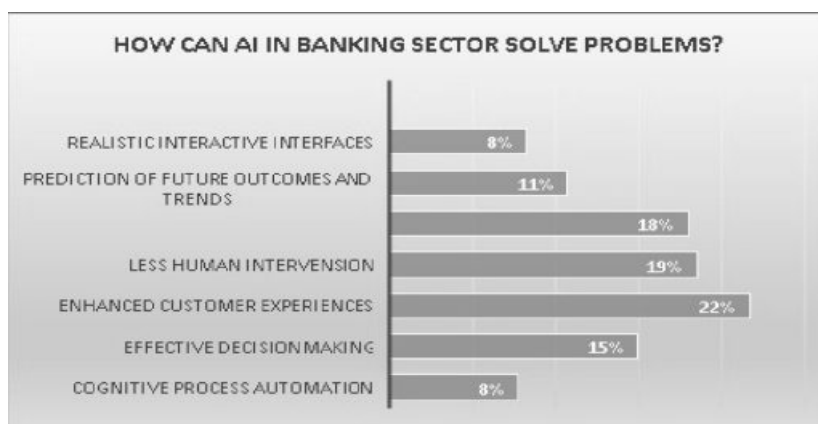 HOW CAN AI IN BANKING SECTOR SOLVE PROBLEMS?
REALISTIC INTERACTIVE INTERFACES
8%
PREDICTION OF FUTURE OUTCOMES AND
TRENDS
11%
18%
LESS HUMAN INTERVENSION
19%
ENHANCED CUSTOMER EXPERIENCES
22%
EFFECTIVE DECISION MAKING
15%
COGNITIVE PROCESS AUTOMATION
8%